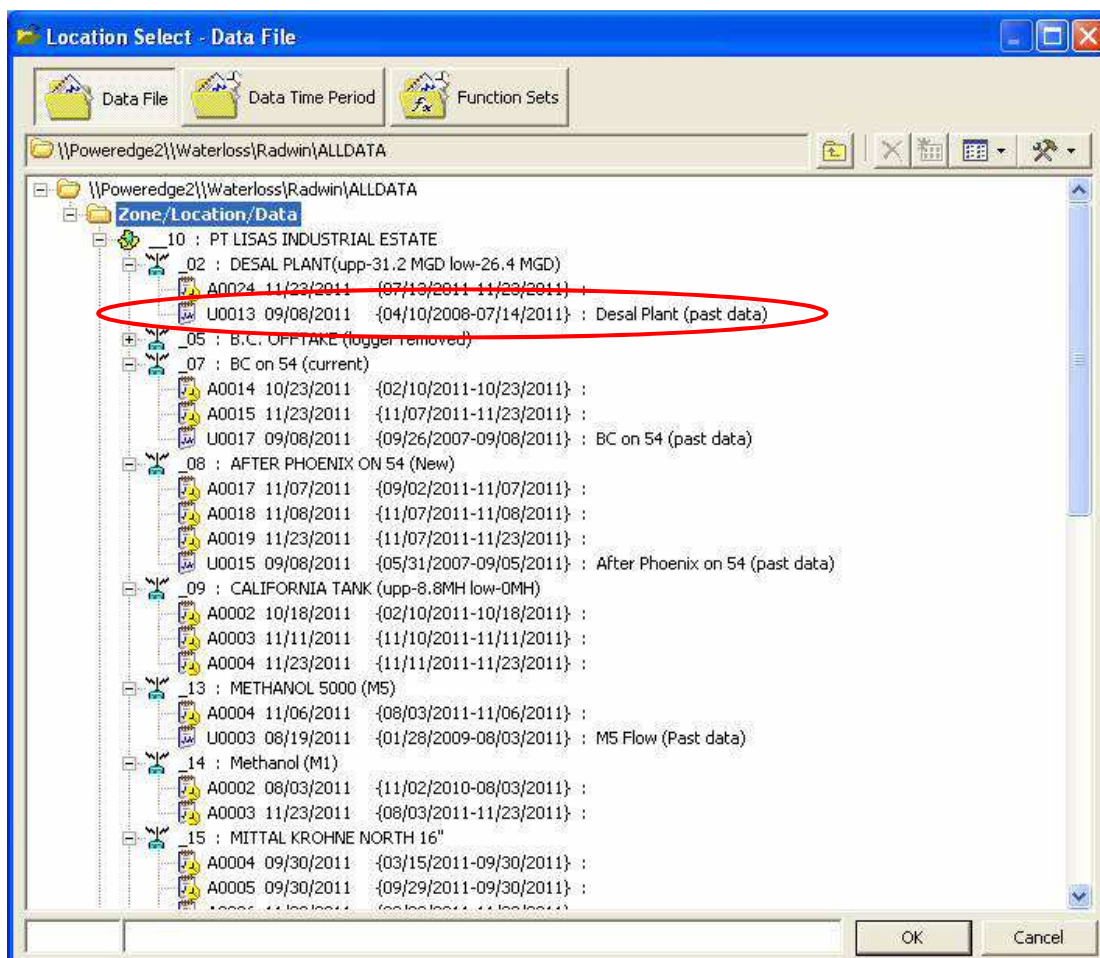 Location Select - Data File
Data File Data Time Period Function Sets
\\Poweredge2\\Waterloss\Radwin\ALLDATA
\\Poweredge2\\Waterloss\Radwin\ALLDATA
Zone/Location/Data
__10 : PT LISAS INDUSTRIAL ESTATE
_02 : DESAL PLANT(upp-31.2 MGD low-26.4 MGD)
A0024 11/23/2011 {07/13/2011-11/23/2011} :
U0013 09/08/2011 {04/10/2008-07/14/2011} : Desal Plant (past data)
_05 : B.C. OFFTAKE (logger removed)
_07 : BC on 54 (current)
A0014 10/23/2011 {02/10/2011-10/23/2011} :
A0015 11/23/2011 {11/07/2011-11/23/2011} :
U0017 09/08/2011 {09/26/2007-09/08/2011} : BC on 54 (past data)
_08 : AFTER PHOENIX ON 54 (New)
A0017 11/07/2011 {09/02/2011-11/07/2011} :
A0018 11/08/2011 {11/07/2011-11/08/2011} :
A0019 11/23/2011 {11/07/2011-11/23/2011} :
U0015 09/08/2011 {05/31/2007-09/05/2011} : After Phoenix on 54 (past data)
_09 : CALIFORNIA TANK (upp-8.8MH low-0MH)
A0002 10/18/2011 {02/10/2011-10/18/2011} :
A0003 11/11/2011 {11/10/2011-11/11/2011} :
A0004 11/23/2011 {11/11/2011-11/23/2011} :
_13 : METHANOL 5000 (M5)
A0004 11/06/2011 {08/03/2011-11/06/2011} :
U0003 08/19/2011 {01/28/2009-08/03/2011} : M5 Flow (Past data)
_14 : Methanol (M1)
A0002 08/03/2011 {11/02/2010-08/03/2011} :
A0003 11/23/2011 {08/03/2011-11/23/2011} :
_15 : MITTAL KROHNE NORTH 16"
A0004 09/30/2011 {03/15/2011-09/30/2011} :
A0005 09/30/2011 {09/29/2011-09/30/2011} :
OK Cancel